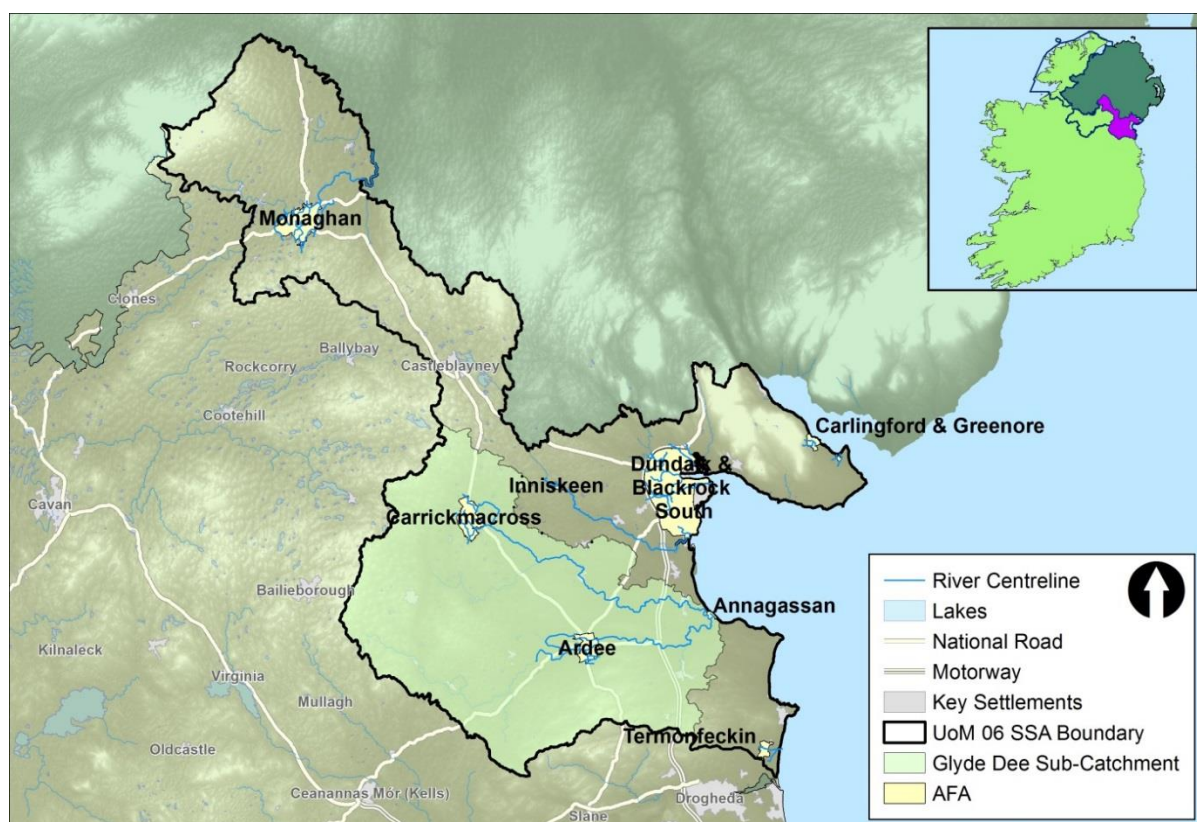 Monaghan
Clones
Ballybay
Rockcorry
Castleblayney
Cootehill
Carlingford & Greenore
Dundalk &
Blackrock
South
Inniskeen
Cavan
Carrickmacross
Bailieborough
Annagassan
Ardee
Kilnaleck
Virginia
Mullagh
Termonfeckin
Oldcastle
Ceanannas Mór (Kells)
Drogheda
Slane
River Centreline
Lakes
National Road
Motorway
Key Settlements
UoM 06 SSA Boundary
Glyde Dee Sub-Catchment
AFA